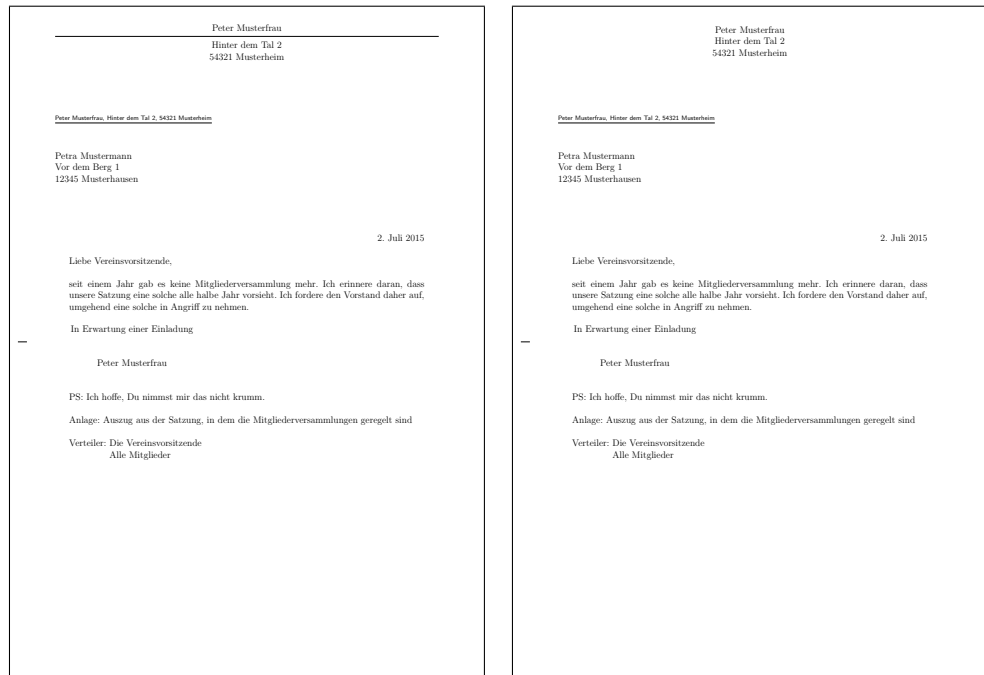 Peter Musterfrau
Hinter dem Tal 2
54321 Musterheim
Peter Musterfrau, Hinter dem Tal 2, 54321 Musterheim
Petra Mustermann
Vor dem Berg 1
12345 Musterhausen
2. Juli 2015
Liebe Vereinsvorsitzende,
seit einem Jahr gab es keine Mitgliederversammlung mehr. Ich erinnere daran, dass
unsere Satzung eine solche alle halbe Jahr vorsieht. Ich fordere den Vorstand daher auf,
umgehend eine solche in Angriff zu nehmen.
In Erwartung einer Einladung
Peter Musterfrau
PS: Ich hoffe, Du nimmst mir das nicht krumm.
Anlage: Auszug aus der Satzung, in dem die Mitgliederversammlungen geregelt sind
Verteiler: Die Vereinsvorsitzende
Alle Mitglieder
Peter Musterfrau
Hinter dem Tal 2
54321 Musterheim
Peter Musterfrau, Hinter dem Tal 2, 54321 Musterheim
Petra Mustermann
Vor dem Berg 1
12345 Musterhausen
2. Juli 2015
Liebe Vereinsvorsitzende,
seit einem Jahr gab es keine Mitgliederversammlung mehr. Ich erinnere daran, dass
unsere Satzung eine solche alle halbe Jahr vorsieht. Ich fordere den Vorstand daher auf,
umgehend eine solche in Angriff zu nehmen.
In Erwartung einer Einladung
Peter Musterfrau
PS: Ich hoffe, Du nimmst mir das nicht krumm.
Anlage: Auszug aus der Satzung, in dem die Mitgliederversammlungen geregelt sind
Verteiler: Die Vereinsvorsitzende
Alle Mitglieder